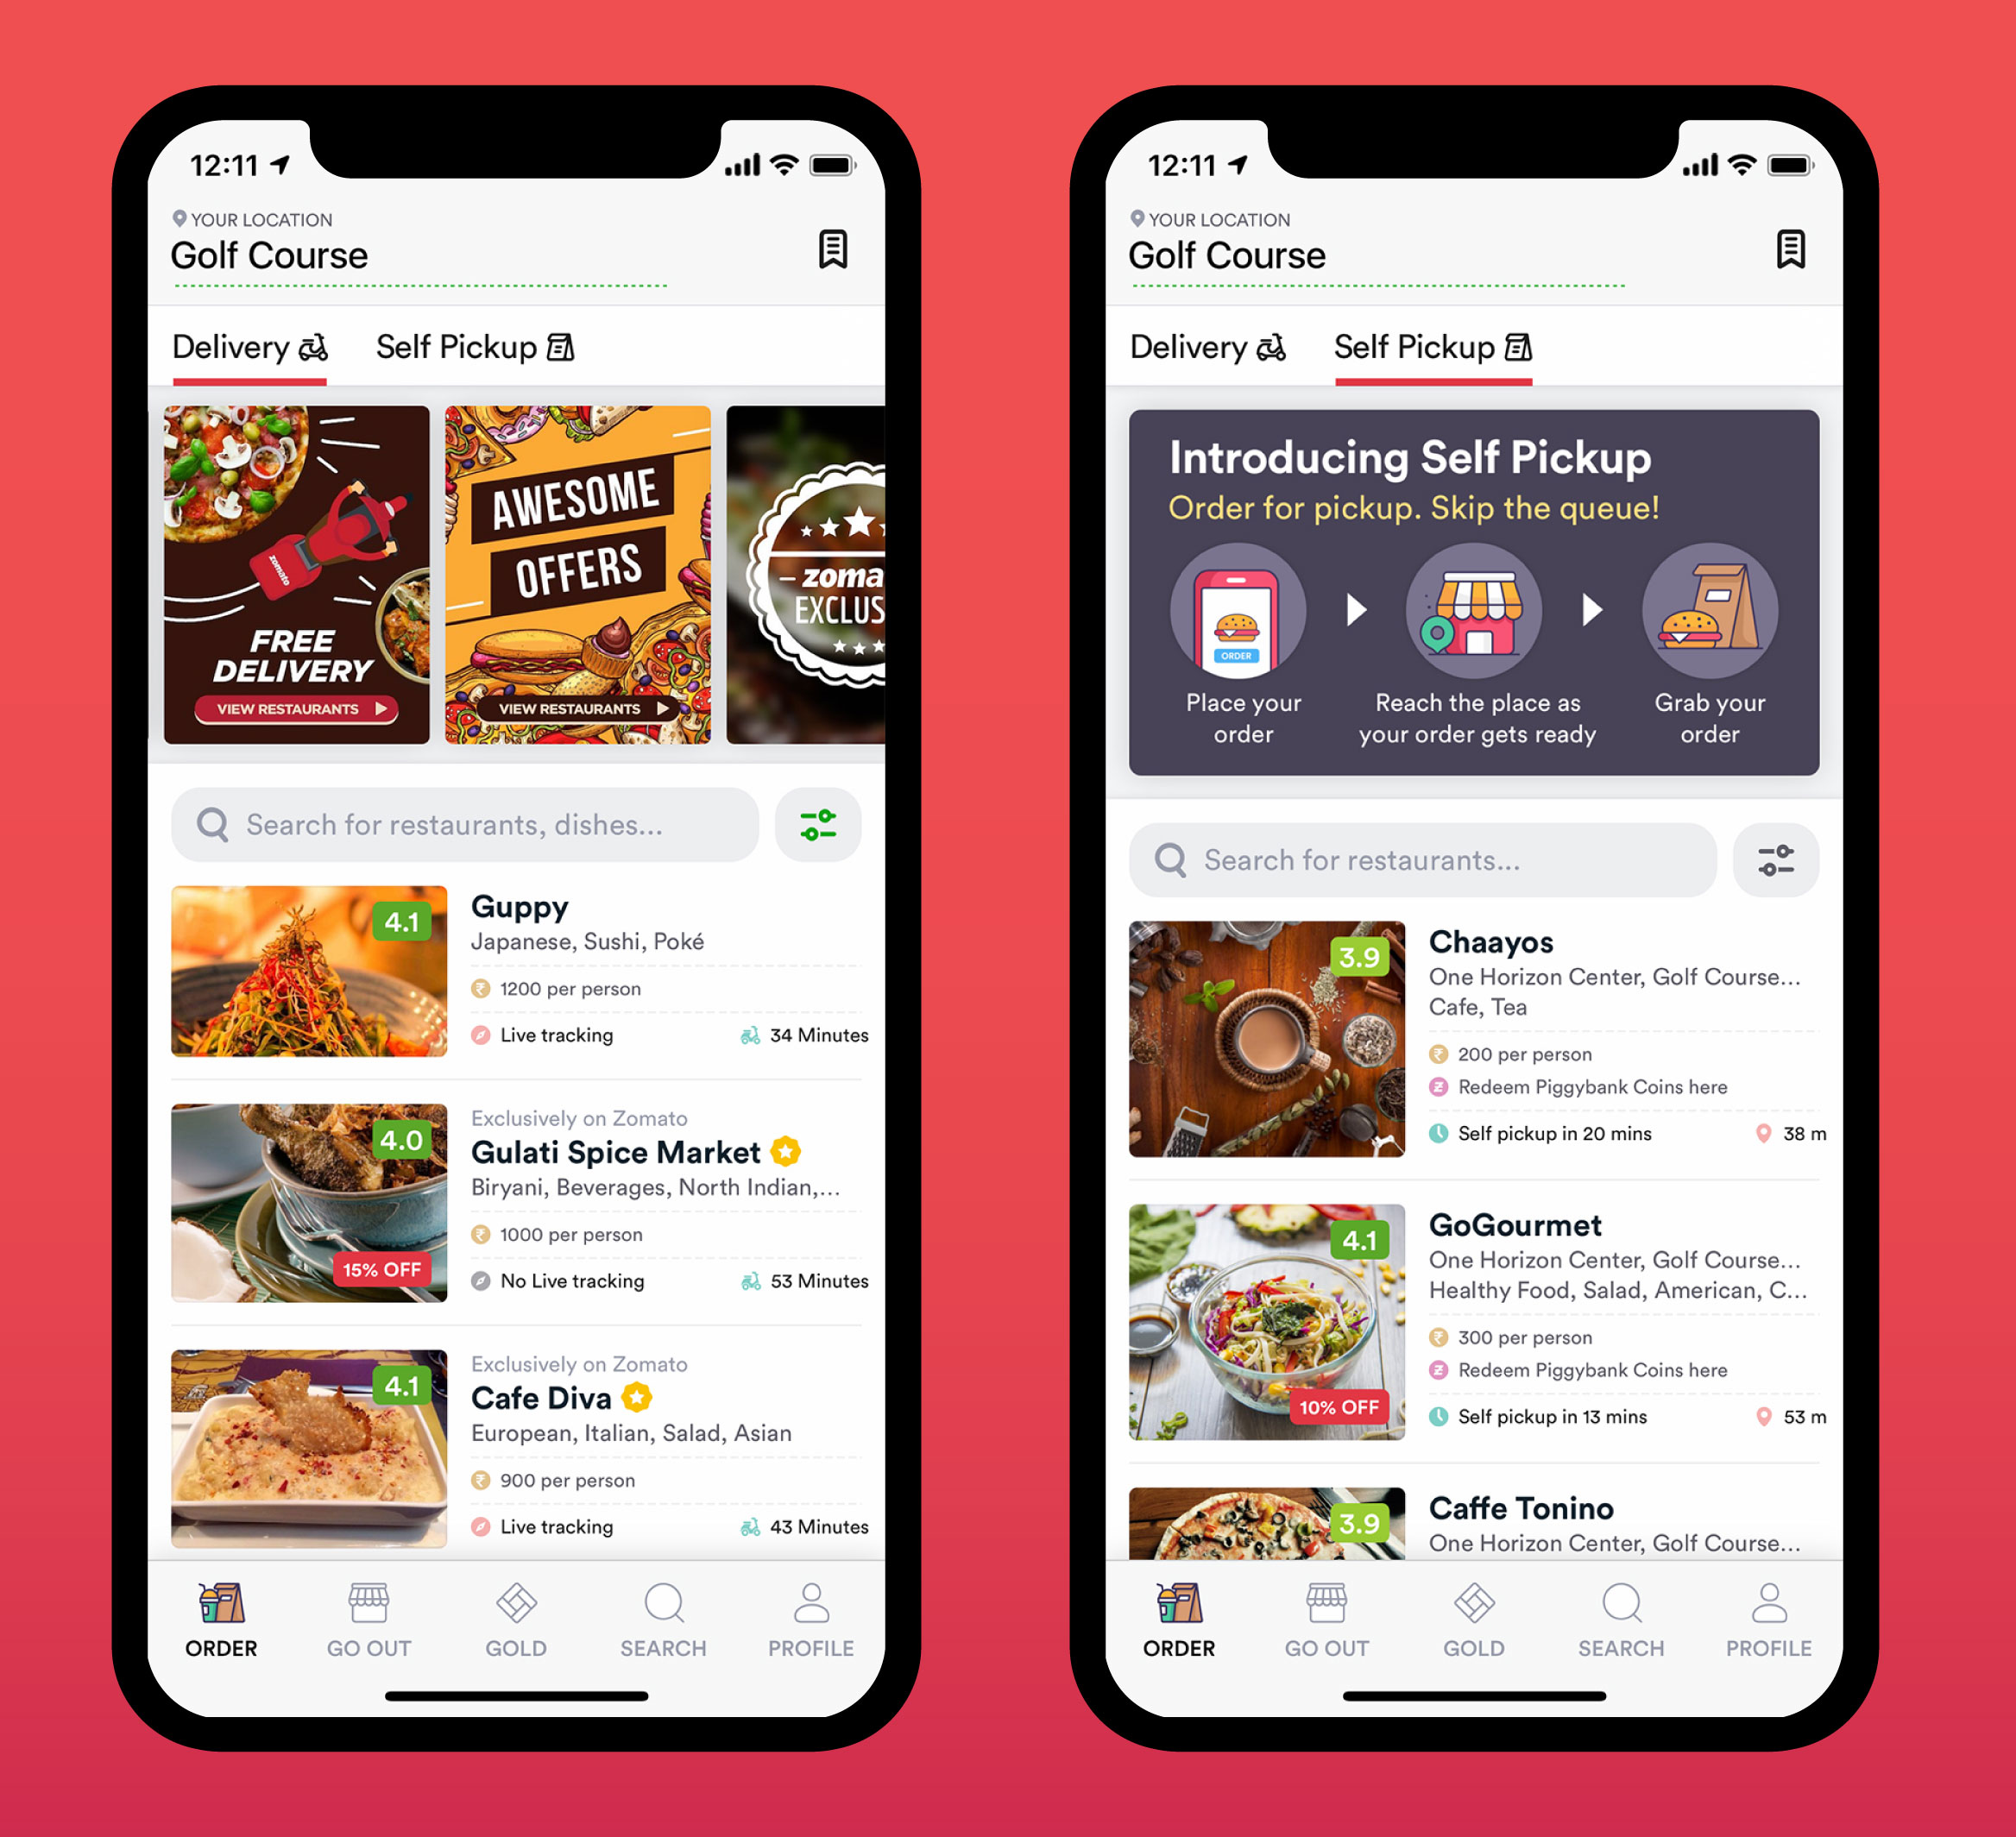 12:11
YOUR LOCATION
Golf Course
Delivery
Self Pickup
zomato
FREE
DELIVERY
VIEW RESTAURANTS
AWESOME
OFFERS
VIEW RESTAURANTS
zoma
EXCLUS
Search for restaurants, dishes...
4.1
Guppy
Japanese, Sushi, Poké
₹ 1200 per person
Live tracking
34 Minutes
4.0
15% OFF
Exclusively on Zomato
Gulati Spice Market
Biryani, Beverages, North Indian,...
₹ 1000 per person
No Live tracking
53 Minutes
4.1
Exclusively on Zomato
Cafe Diva
European, Italian, Salad, Asian
₹ 900 per person
Live tracking
43 Minutes
ORDER
GO OUT
GOLD
SEARCH
PROFILE
12:11
YOUR LOCATION
Golf Course
Delivery
Self Pickup
Introducing Self Pickup
Order for pickup. Skip the queue!
ORDER
Place your
order
Reach the place as
your order gets ready
Grab your
order
Search for restaurants...
3.9
Chaayos
One Horizon Center, Golf Course...
Cafe, Tea
₹ 200 per person
Z Redeem Piggybank Coins here
Self pickup in 20 mins
38 m
4.1
10% OFF
GoGourmet
One Horizon Center, Golf Course...
Healthy Food, Salad, American, C...
₹ 300 per person
Z Redeem Piggybank Coins here
Self pickup in 13 mins
53 m
3.9
Caffe Tonino
One Horizon Center, Golf Course...
ORDER
GO OUT
GOLD
SEARCH
PROFILE